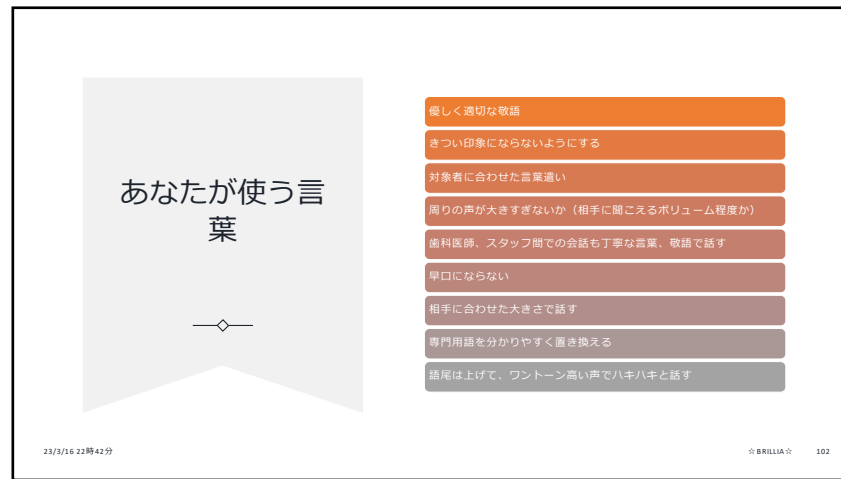 あなたが使う言
葉
優しく適切な敬語
きつい印象にならないようにする
対象者に合わせた言葉遣い
周りの声が大きすぎないか（相手に聞こえるボリューム程度か）
歯科医師、スタッフ間での会話も丁寧な言葉、敬語で話す
早口にならない
相手に合わせた大きさで話す
専門用語を分かりやすく置き換える
語尾は上げて、ワントーン高い声でハキハキと話す
23/3/16 22時42分
☆BRILLIA☆
102